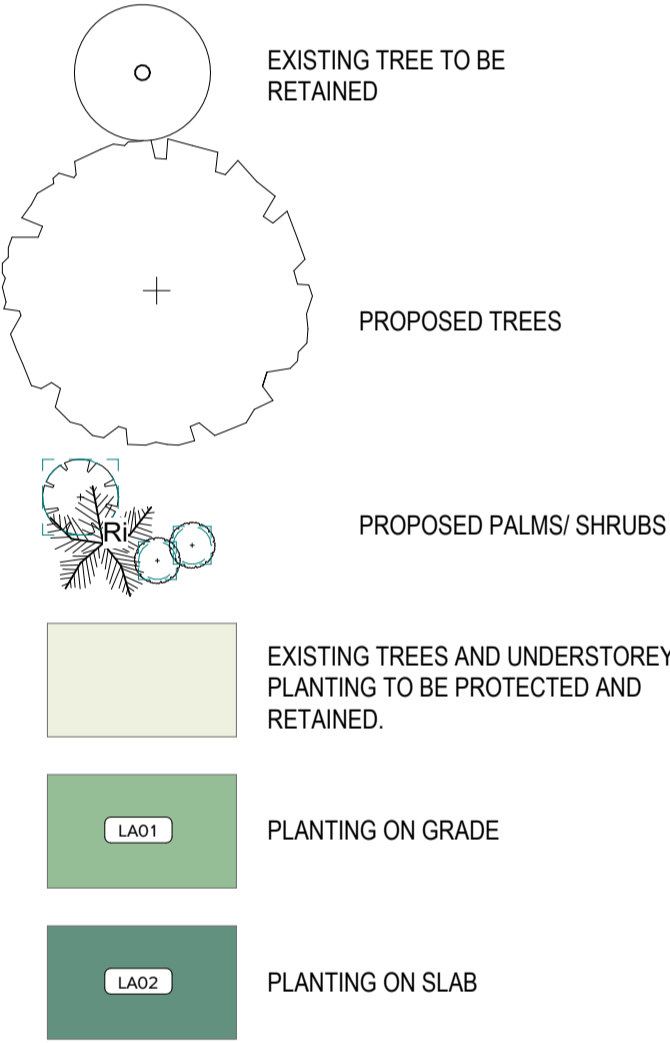 EXISTING TREE TO BE
RETAINED
PROPOSED TREES
Ri
PROPOSED PALMS/ SHRUBS
EXISTING TREES AND UNDERSTOREY
PLANTING TO BE PROTECTED AND
RETAINED.
LA01
PLANTING ON GRADE
LA02
PLANTING ON SLAB